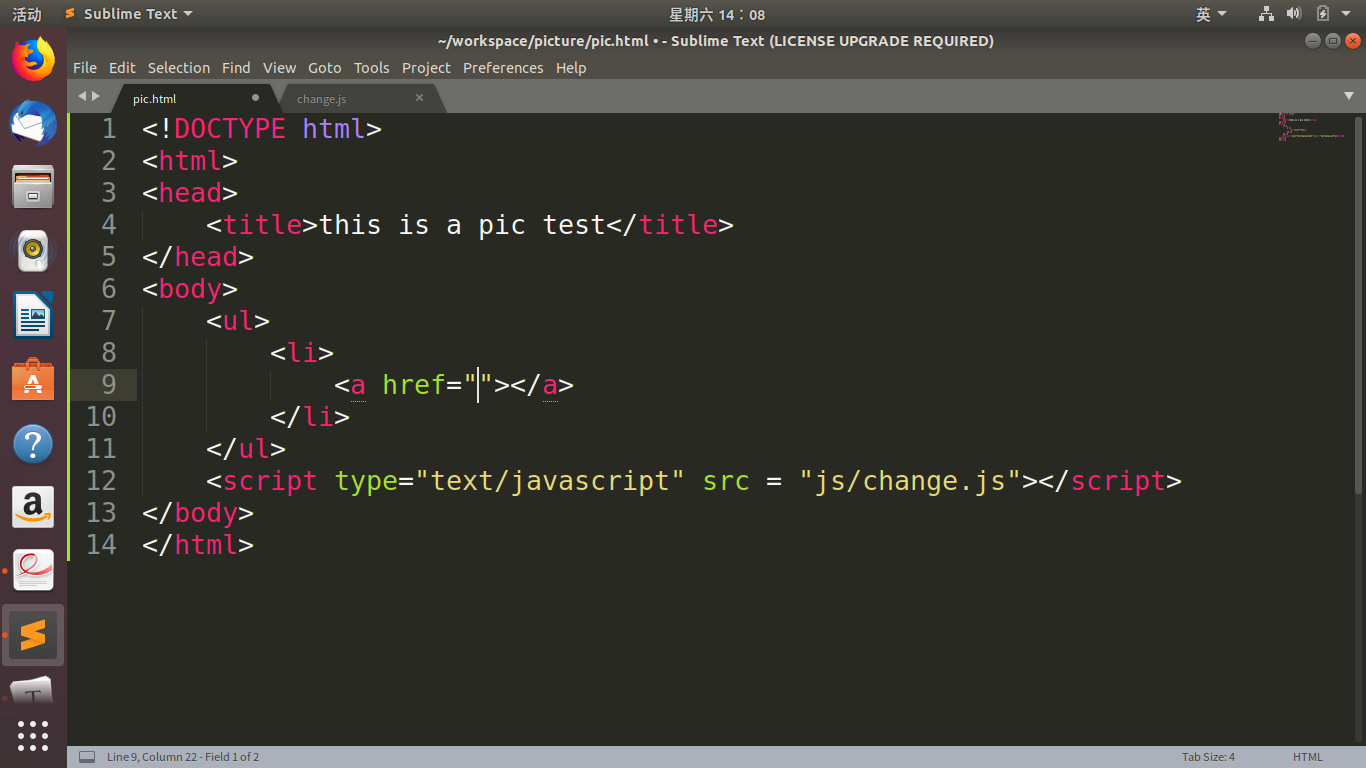 活动 Sublime Text 星期六 14：08 英
~/workspace/picture/pic.html • - Sublime Text (LICENSE UPGRADE REQUIRED)
File Edit Selection Find View Goto Tools Project Preferences Help
pic.html change.js
1 <!DOCTYPE html>
2 <html>
3 <head>
4 <title>this is a pic test</title>
5 </head>
6 <body>
7 <ul>
8 <li>
9 <a href=""></a>
10 </li>
11 </ul>
12 <script type="text/javascript" src = "js/change.js"></script>
13 </body>
14 </html>
Line 9, Column 22 - Field 1 of 2 Tab Size: 4 HTML